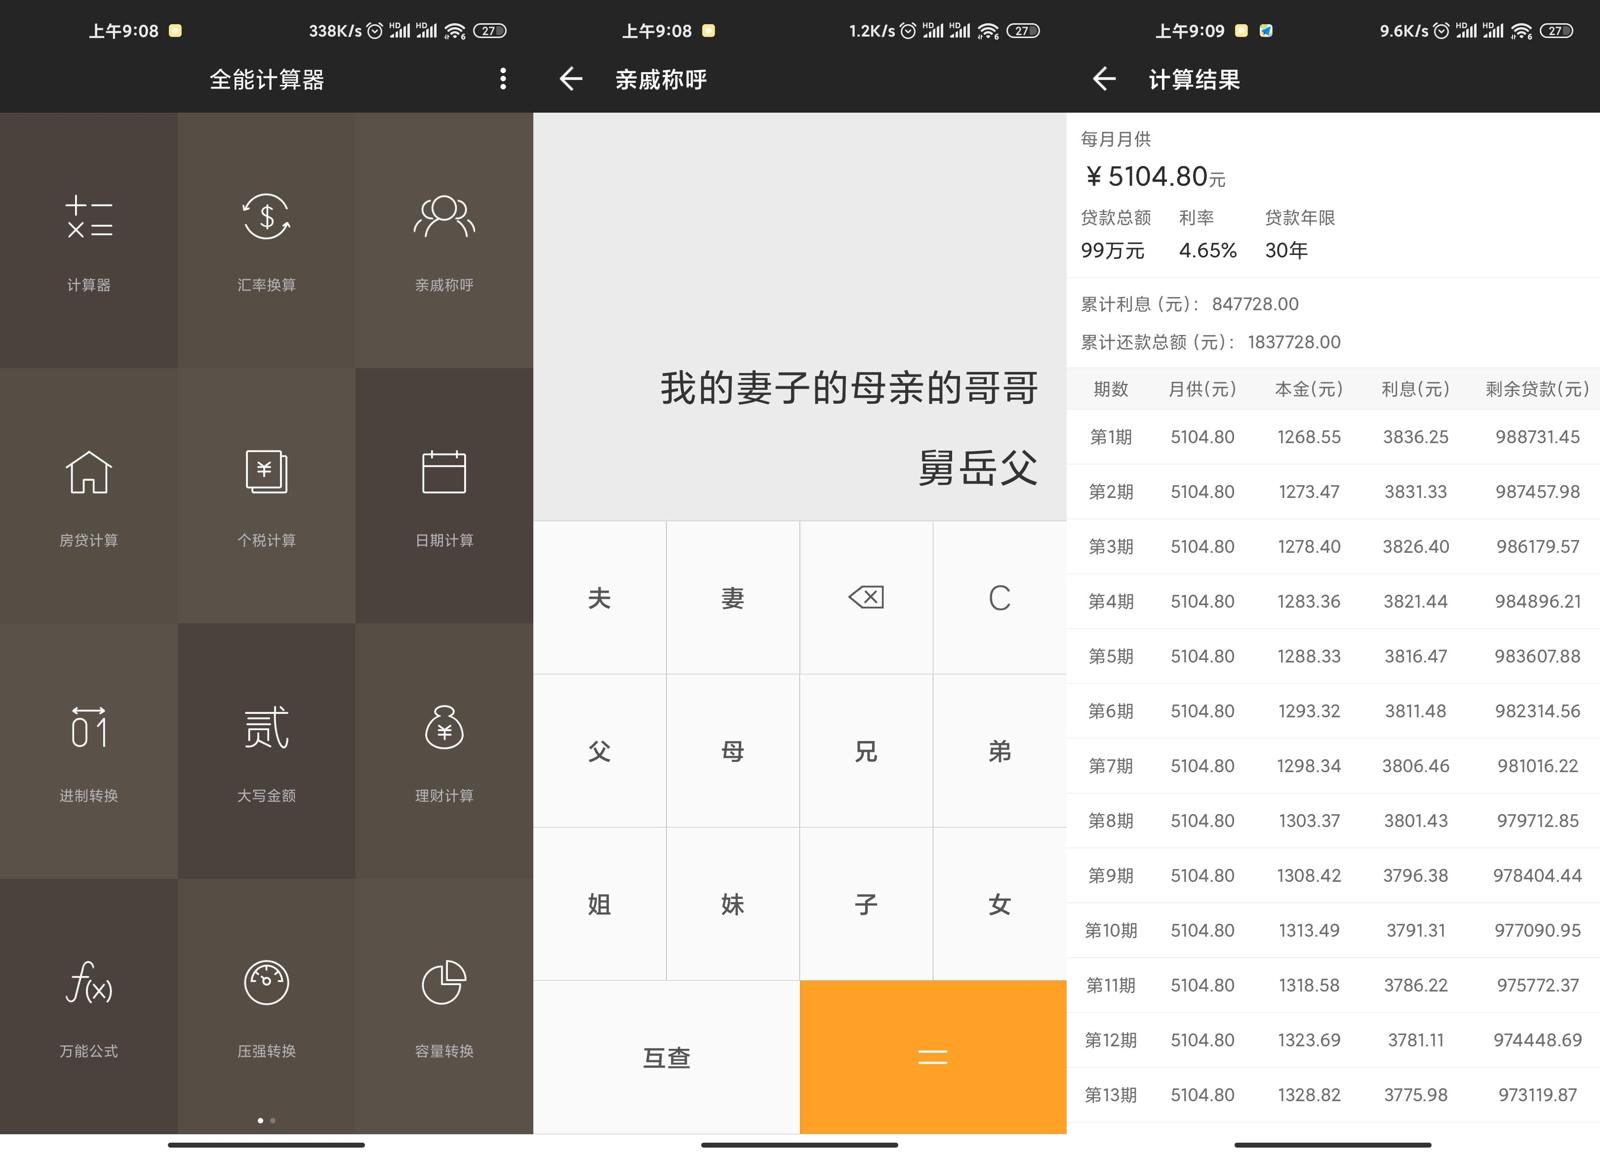 上午9:08
338K/s
HD
HD
6
27
全能计算器
计算器
汇率换算
亲戚称呼
房贷计算
个税计算
日期计算
01
进制转换
贰
大写金额
理财计算
f(x)
万能公式
压强转换
容量转换
上午9:08
1.2K/s
HD
HD
6
27
亲戚称呼
我的妻子的母亲的哥哥
舅岳父
夫 妻 C
父 母 兄 弟
姐 妹 子 女
互查 =
上午9:09
9.6K/s
HD
HD
6
27
计算结果
每月月供
¥5104.80元
贷款总额 利率 贷款年限
99万元 4.65% 30年
累计利息 (元)： 847728.00
累计还款总额 (元)： 1837728.00
期数 月供(元) 本金(元) 利息(元) 剩余贷款(元)
第1期 5104.80 1268.55 3836.25 988731.45
第2期 5104.80 1273.47 3831.33 987457.98
第3期 5104.80 1278.40 3826.40 986179.57
第4期 5104.80 1283.36 3821.44 984896.21
第5期 5104.80 1288.33 3816.47 983607.88
第6期 5104.80 1293.32 3811.48 982314.56
第7期 5104.80 1298.34 3806.46 981016.22
第8期 5104.80 1303.37 3801.43 979712.85
第9期 5104.80 1308.42 3796.38 978404.44
第10期 5104.80 1313.49 3791.31 977090.95
第11期 5104.80 1318.58 3786.22 975772.37
第12期 5104.80 1323.69 3781.11 974448.69
第13期 5104.80 1328.82 3775.98 973119.87